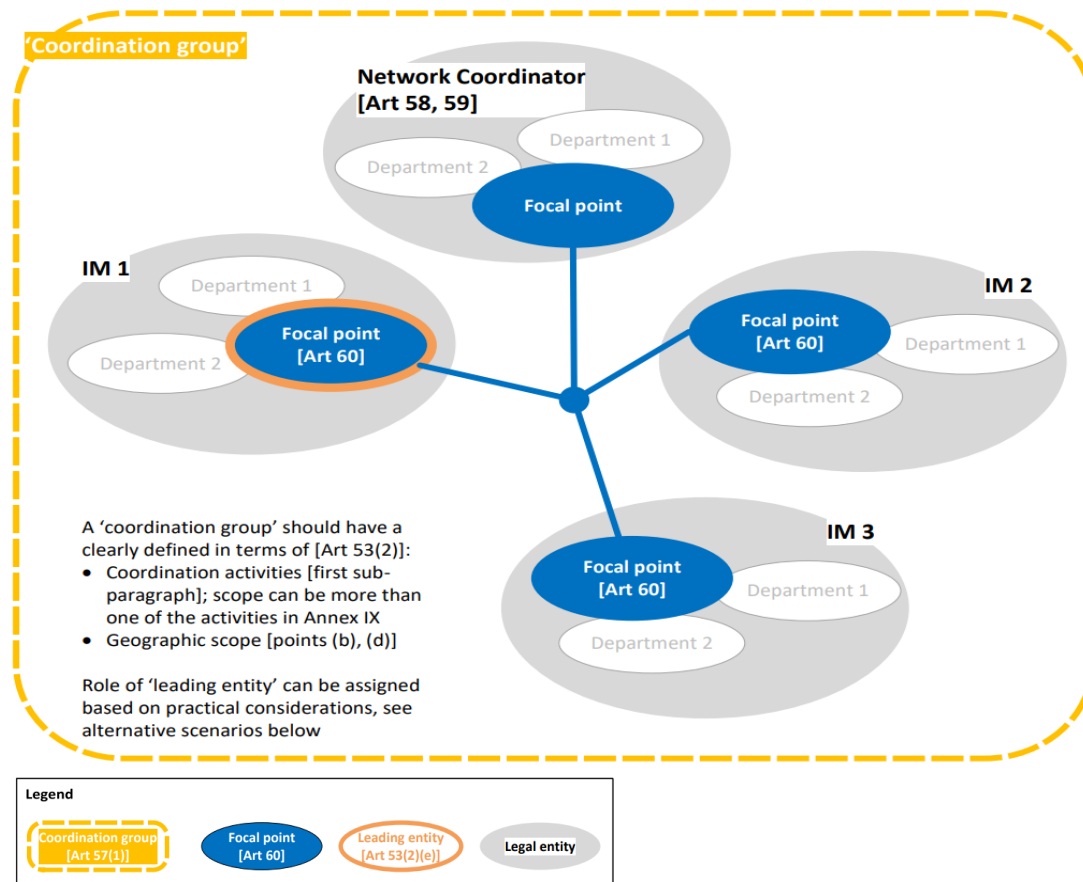 ‘Coordination group’
Network Coordinator
[Art 58, 59]
Department 1
Department 2
Focal point
IM 1
Department 1
Focal point
[Art 60]
Department 2
IM 2
Focal point
[Art 60]
Department 1
Department 2
IM 3
Focal point
[Art 60]
Department 1
Department 2
A ‘coordination group’ should have a
clearly defined in terms of [Art 53(2)]:
• Coordination activities [first sub-
paragraph]; scope can be more than
one of the activities in Annex IX
• Geographic scope [points (b), (d)]
Role of ‘leading entity’ can be assigned
based on practical considerations, see
alternative scenarios below
Legend
Coordination group
[Art 57(1)]
Focal point
[Art 60]
Leading entity
[Art 53(2)(e)]
Legal entity